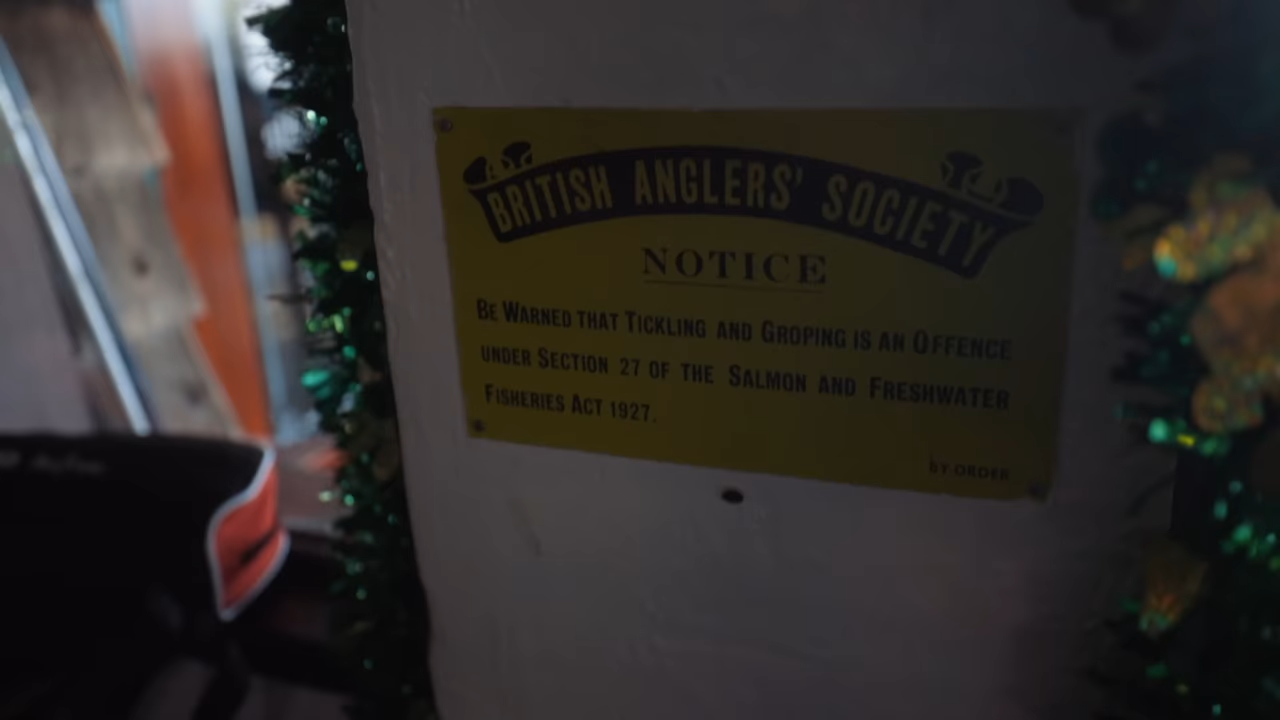 BRITISH ANGLERS' SOCIETY
NOTICE
BE WARNED THAT TICKLING AND GROPING IS AN OFFENCE
UNDER SECTION 27 OF THE SALMON AND FRESHWATER
FISHERIES ACT 1927.
BY ORDER